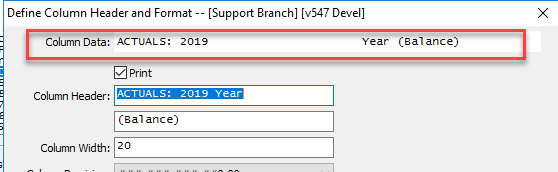 Define Column Header and Format -- [Support Branch] [v547 Devel]
Column Data: ACTUALS: 2019 Year (Balance)
Print
Column Header: ACTUALS: 2019 Year
(Balance)
Column Width: 20